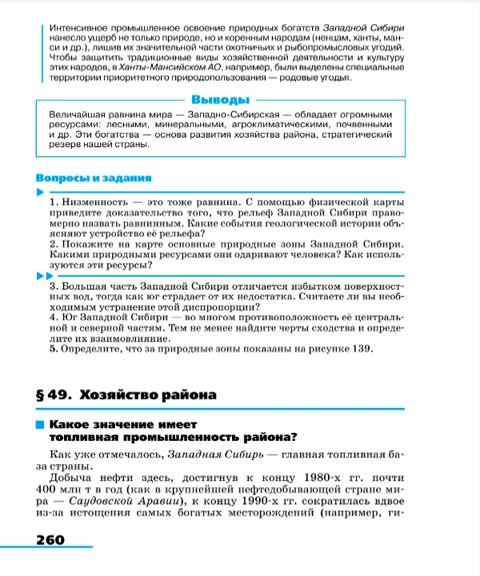 Интенсивное промышленное освоение природных богатств Западной Сибири
нанесло ущерб не только природе, но и коренным народам (ненцам, ханты, ман-
си и др.), лишив их значительной части охотничьих и рыбопромысловых угодий.
Чтобы защитить традиционные виды хозяйственной деятельности и культуру
этих народов, в Ханты-Мансийском АО, например, были выделены специальные
территории приоритетного природопользования — родовые угодья.
Выводы
Величайшая равнина мира — Западно-Сибирская — обладает огромными
ресурсами: лесными, минеральными, агроклиматическими, почвенными
и др. Эти богатства — основа развития хозяйства района, стратегический
резерв нашей страны.
Вопросы и задания
1. Низменность — это тоже равнина. С помощью физической карты
приведите доказательство того, что рельеф Западной Сибири право-
мерно назвать равнинным. Какие события геологической истории объ-
ясняют устройство её рельефа?
2. Покажите на карте основные природные зоны Западной Сибири.
Какими природными ресурсами они одаривают человека? Как исполь-
зуются эти ресурсы?
3. Большая часть Западной Сибири отличается избытком поверхност-
ных вод, тогда как юг страдает от их недостатка. Считаете ли вы необ-
ходимым устранение этой диспропорции?
4. Юг Западной Сибири — во многом противоположность её централь-
ной и северной частям. Тем не менее найдите черты сходства и опреде-
лите их взаимовлияние.
5. Определите, что за природные зоны показаны на рисунке 139.
§ 49. Хозяйство района
Какое значение имеет
топливная промышленность района?
Как уже отмечалось, Западная Сибирь — главная топливная ба-
за страны.
Добыча нефти здесь, достигнув к концу 1980-х гг. почти
400 млн т в год (как в крупнейшей нефтедобывающей стране ми-
ра — Саудовской Аравии), к концу 1990-х гг. сократилась вдвое
из-за истощения самых богатых месторождений (например, ги-
260